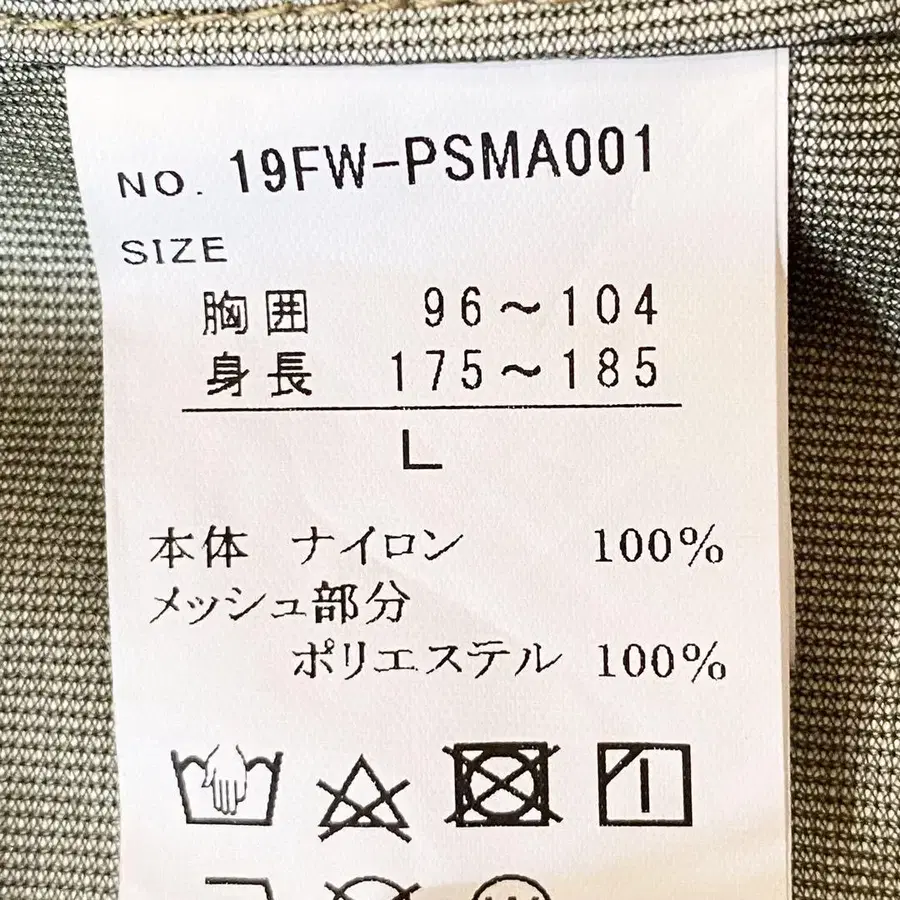 NO. 19FW-PSMA001
SIZE
胸囲 96～104
身長 175～185
L
本体 ナイロン 100%
メッシュ部分
ポリエステル 100%